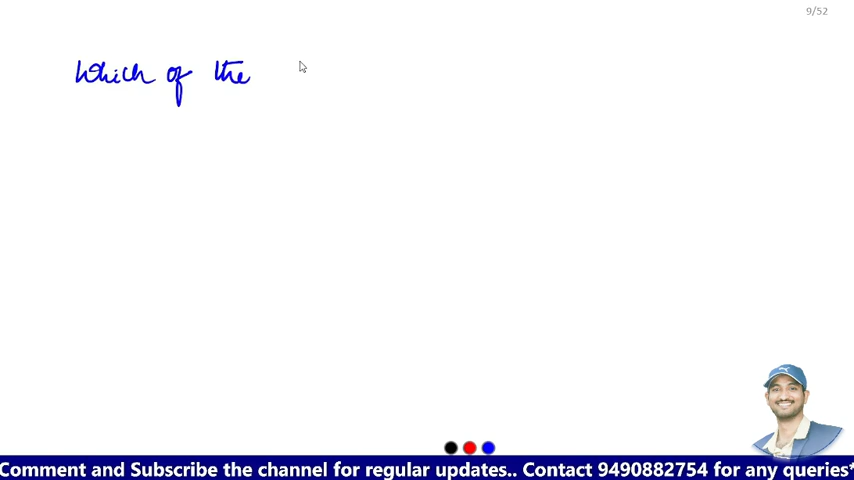 9/52
Which of the
Comment and Subscribe the channel for regular updates.. Contact 9490882754 for any queries*